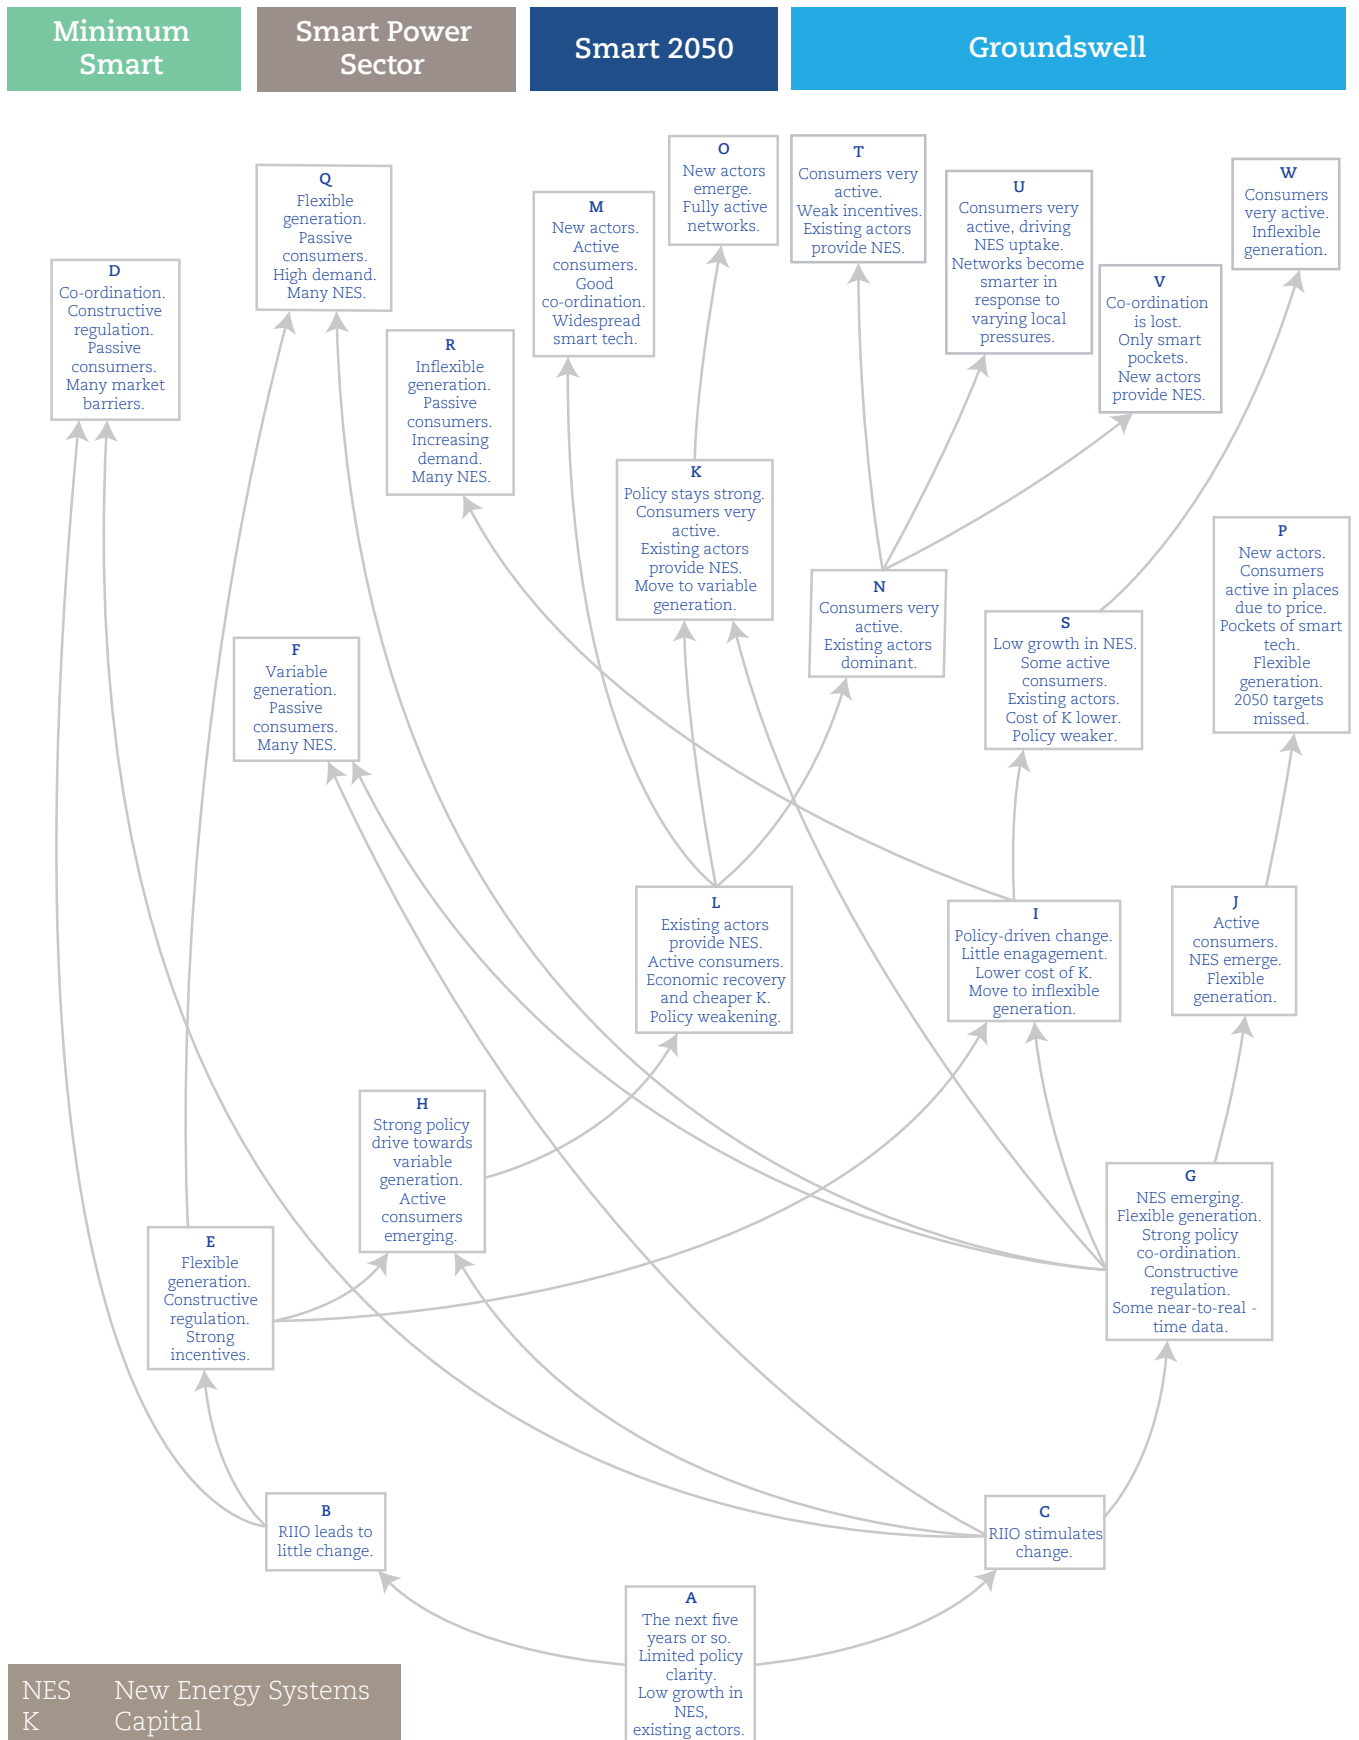 Minimum
Smart
Smart Power
Sector
Smart 2050
Groundswell
O
New actors
emerge.
Fully active
networks.
T
Consumers very
active.
Weak incentives.
Existing actors
provide NES.
W
Consumers
very active.
Inflexible
generation.
Q
Flexible
generation.
Passive
consumers.
High demand.
Many NES.
U
Consumers very
active, driving
NES uptake.
Networks become
smarter in
response to
varying local
pressures.
M
New actors.
Active
consumers.
Good
co-ordination.
Widespread
smart tech.
D
Co-ordination.
Constructive
regulation.
Passive
consumers.
Many market
barriers.
V
Co-ordination
is lost.
Only smart
pockets.
New actors
provide NES.
R
Inflexible
generation.
Passive
consumers.
Increasing
demand.
Many NES.
K
Policy stays strong.
Consumers very
active.
Existing actors
provide NES.
Move to variable
generation.
P
New actors.
Consumers
active in places
due to price.
Pockets of smart
tech.
Flexible
generation.
2050 targets
missed.
N
Consumers very
active.
Existing actors
dominant.
S
Low growth in NES.
Some active
consumers.
Existing actors.
Cost of K lower.
Policy weaker.
F
Variable
generation.
Passive
consumers.
Many NES.
L
Existing actors
provide NES.
Active consumers.
Economic recovery
and cheaper K.
Policy weakening.
I
Policy-driven change.
Little enagagement.
Lower cost of K.
Move to inflexible
generation.
J
Active
consumers.
NES emerge.
Flexible
generation.
H
Strong policy
drive towards
variable
generation.
Active
consumers
emerging.
G
NES emerging.
Flexible generation.
Strong policy
co-ordination.
Constructive
regulation.
Some near-to-real -
time data.
E
Flexible
generation.
Constructive
regulation.
Strong
incentives.
B
RIIO leads to
little change.
C
RIIO stimulates
change.
A
The next five
years or so.
Limited policy
clarity.
Low growth in
NES,
existing actors.
NES New Energy Systems
K Capital